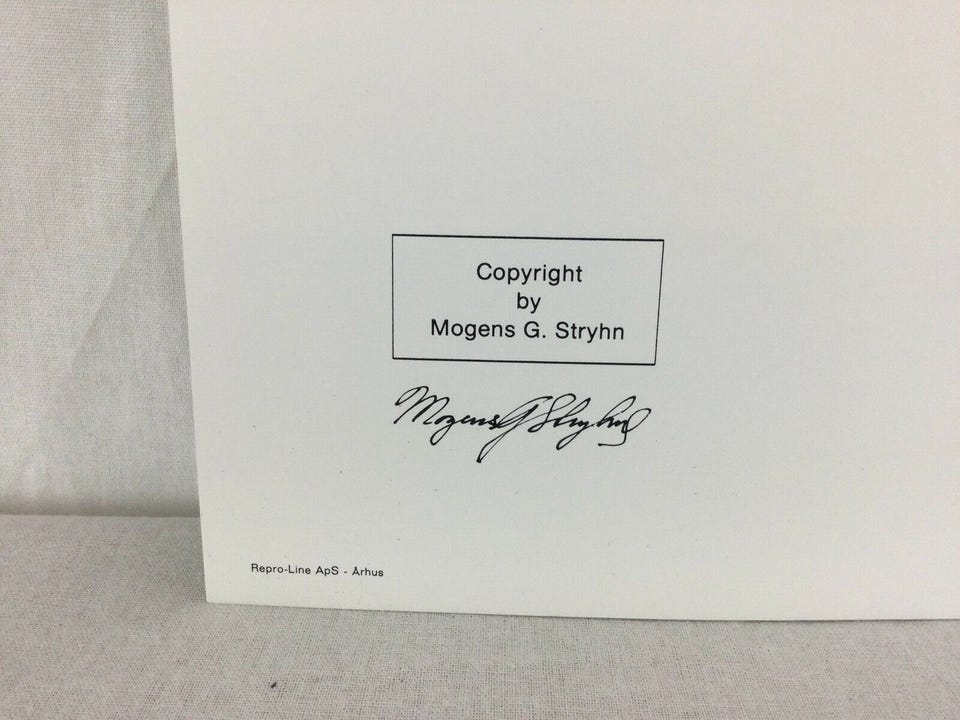 Copyright
by
Mogens G. Stryhn
Mogens G Stryhn
Repro-Line ApS - Århus